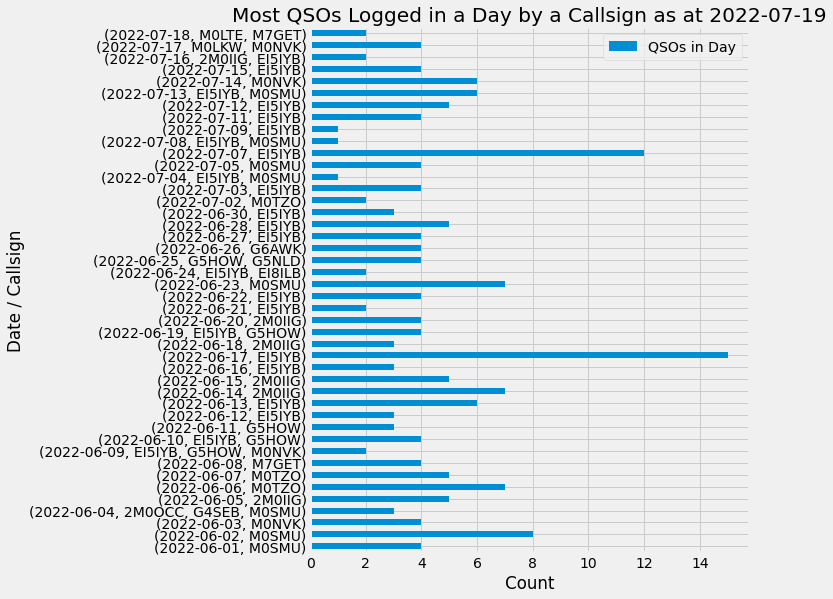 Most QSOs Logged in a Day by a Callsign as at 2022-07-19
QSOs in Day
(2022-07-18, M0LTE, M7GET)
(2022-07-17, M0LKW, M0NVK)
(2022-07-16, 2M0IIG, EI5IYB)
(2022-07-15, EI5IYB)
(2022-07-14, M0NVK)
(2022-07-13, EI5IYB, M0SMU)
(2022-07-12, EI5IYB)
(2022-07-11, EI5IYB)
(2022-07-09, EI5IYB)
(2022-07-08, EI5IYB, M0SMU)
(2022-07-07, EI5IYB)
(2022-07-05, M0SMU)
(2022-07-04, EI5IYB, M0SMU)
(2022-07-03, EI5IYB)
(2022-07-02, M0TZO)
(2022-06-30, EI5IYB)
(2022-06-28, EI5IYB)
(2022-06-27, EI5IYB)
(2022-06-26, G6AWK)
(2022-06-25, G5HOW, G5NLD)
(2022-06-24, EI5IYB, EI8ILB)
(2022-06-23, M0SMU)
(2022-06-22, EI5IYB)
(2022-06-21, EI5IYB)
(2022-06-20, 2M0IIG)
(2022-06-19, EI5IYB, G5HOW)
(2022-06-18, 2M0IIG)
(2022-06-17, EI5IYB)
(2022-06-16, EI5IYB)
(2022-06-15, 2M0IIG)
(2022-06-14, 2M0IIG)
(2022-06-13, EI5IYB)
(2022-06-12, EI5IYB)
(2022-06-11, G5HOW)
(2022-06-10, EI5IYB, G5HOW)
(2022-06-09, EI5IYB, G5HOW, M0NVK)
(2022-06-08, M7GET)
(2022-06-07, M0TZO)
(2022-06-06, M0TZO)
(2022-06-05, 2M0IIG)
(2022-06-04, 2M0OCC, G4SEB, M0SMU)
(2022-06-03, M0NVK)
(2022-06-02, M0SMU)
(2022-06-01, M0SMU)
Date / Callsign
0 2 4 6 8 10 12 14
Count